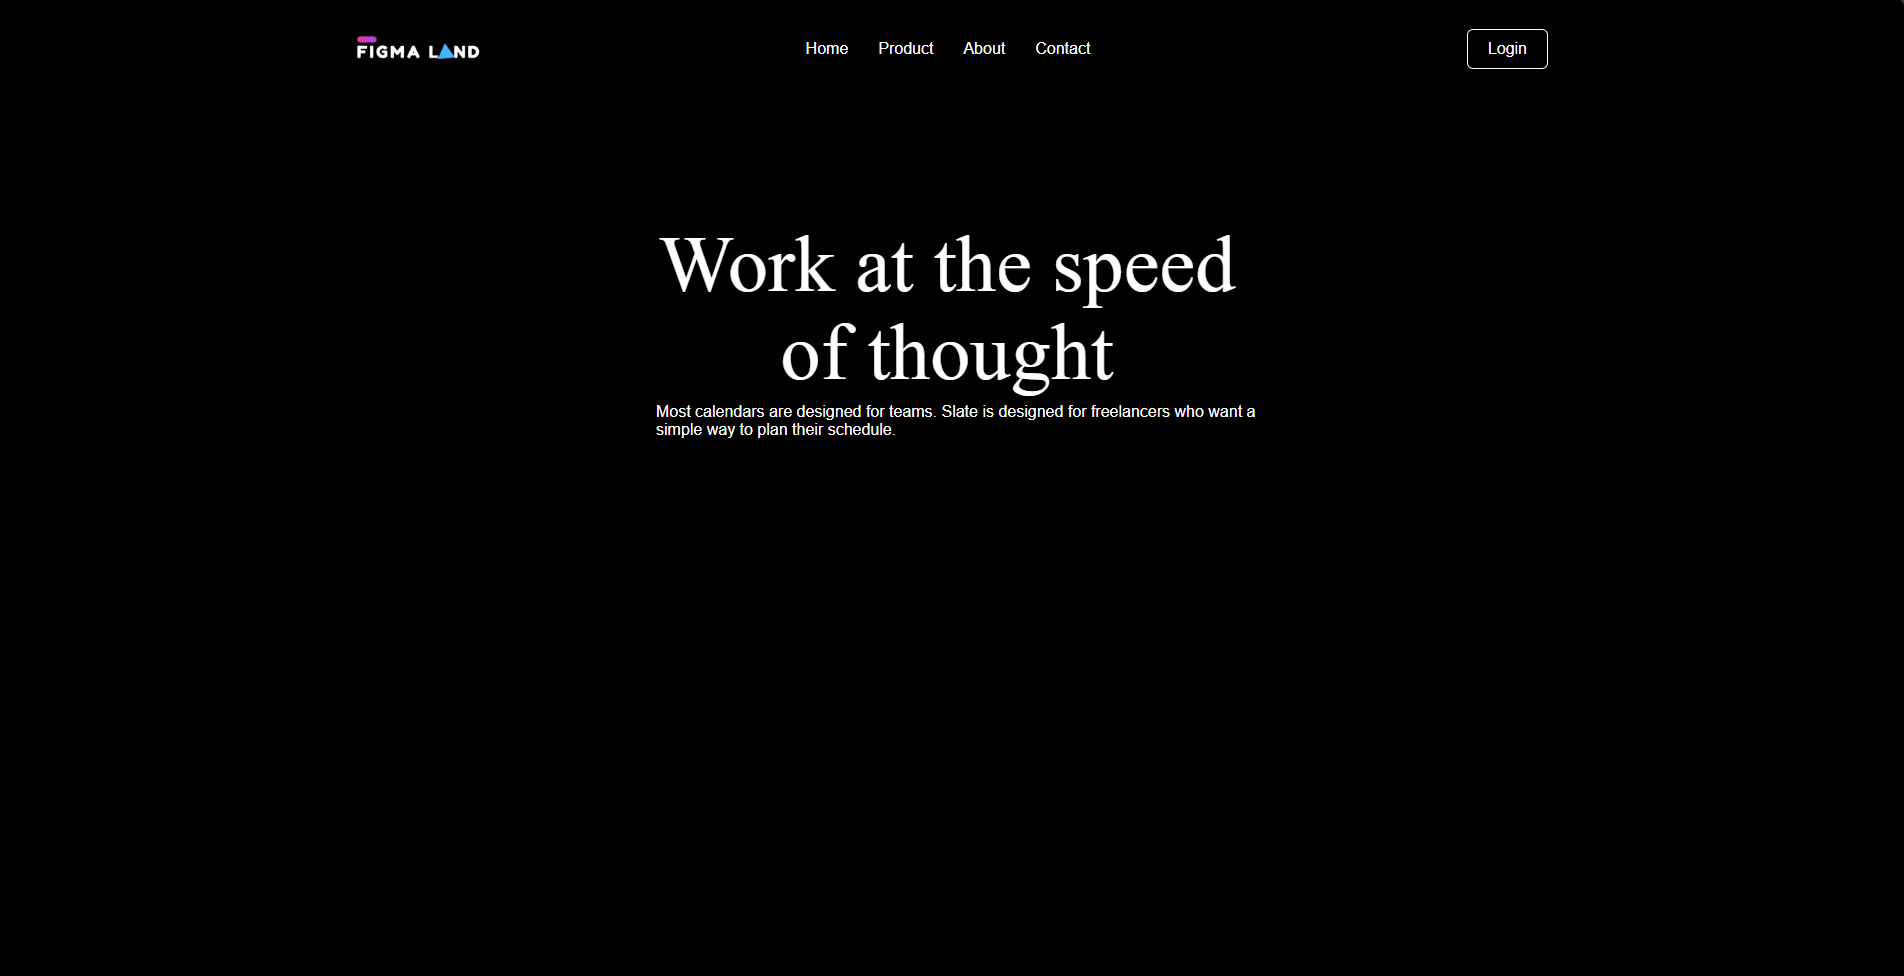 FIGMA LAND
Home Product About Contact
Login
Work at the speed
of thought
Most calendars are designed for teams. Slate is designed for freelancers who want a
simple way to plan their schedule.